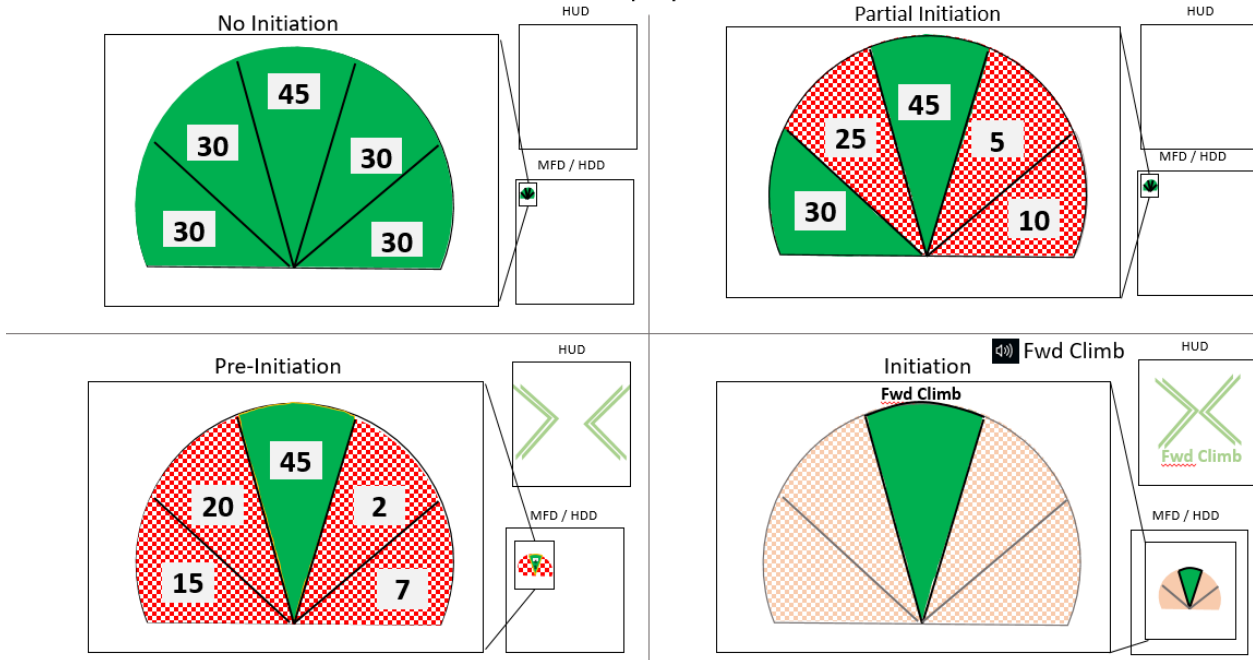 No Initiation
HUD
45
30
30
30
30
MFD / HDD
Partial Initiation
HUD
45
25
5
30
10
MFD / HDD
Pre-Initiation
HUD
45
20
2
15
7
MFD / HDD
Fwd Climb
Initiation
HUD
Fwd Climb
Fwd Climb
MFD / HDD